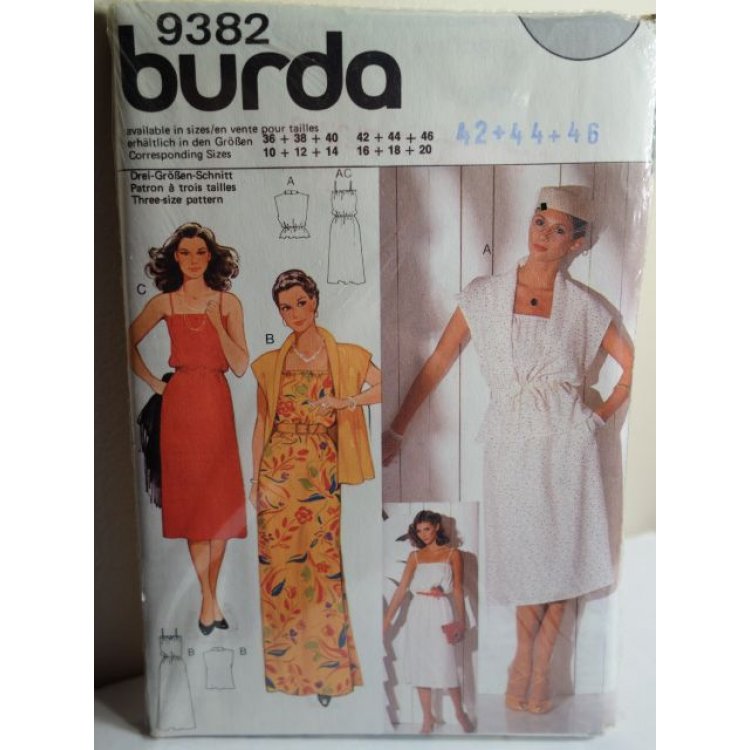 9382
burda
available in sizes/en vente pour tailles
erhältlich in den Größen 36 + 38 + 40 42 + 44 + 46
Corresponding Sizes 10 + 12 + 14 16 + 18 + 20
42+44+46
Drei-Größen-Schnitt
Patron à trois tailles
Three-size pattern
A
AC
C
B
A
B
B